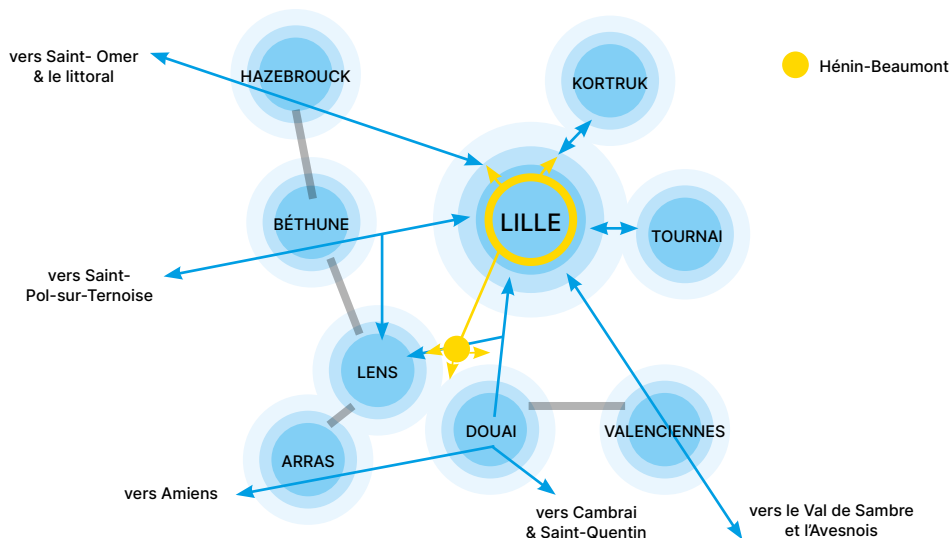 vers Saint- Omer
& le littoral
HAZEBROUCK
KORTRUK
Hénin-Beaumont
BÉTHUNE
LILLE
TOURNAI
vers Saint-
Pol-sur-Ternoise
LENS
DOUAI
VALENCIENNES
ARRAS
vers Amiens
vers Cambrai
& Saint-Quentin
vers le Val de Sambre
et l’Avesnois